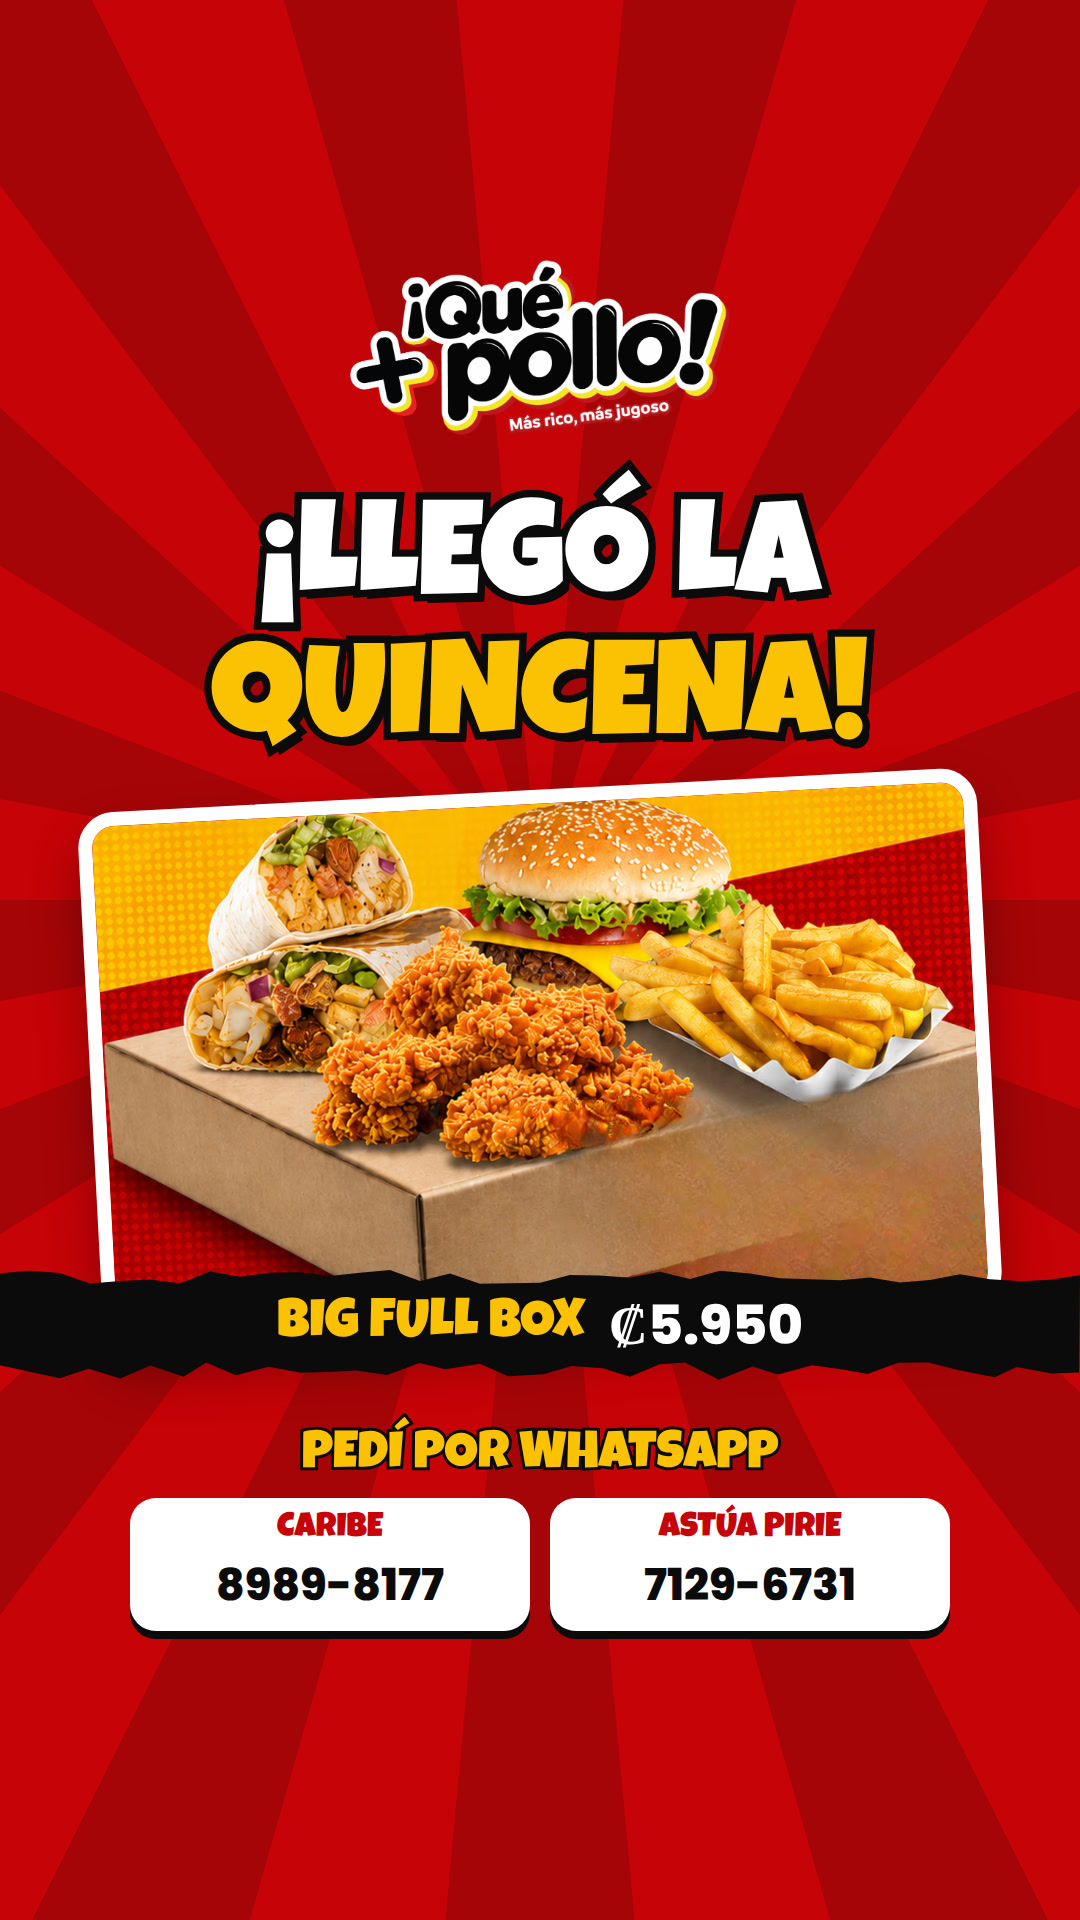 ¡Qué
+ pollo!
Más rico, más jugoso
¡LLEGÓ LA
QUINCENA!
BIG FULL BOX ₡5.950
PEDÍ POR WHATSAPP
CARIBE
8989-8177
ASTÚA PIRIE
7129-6731